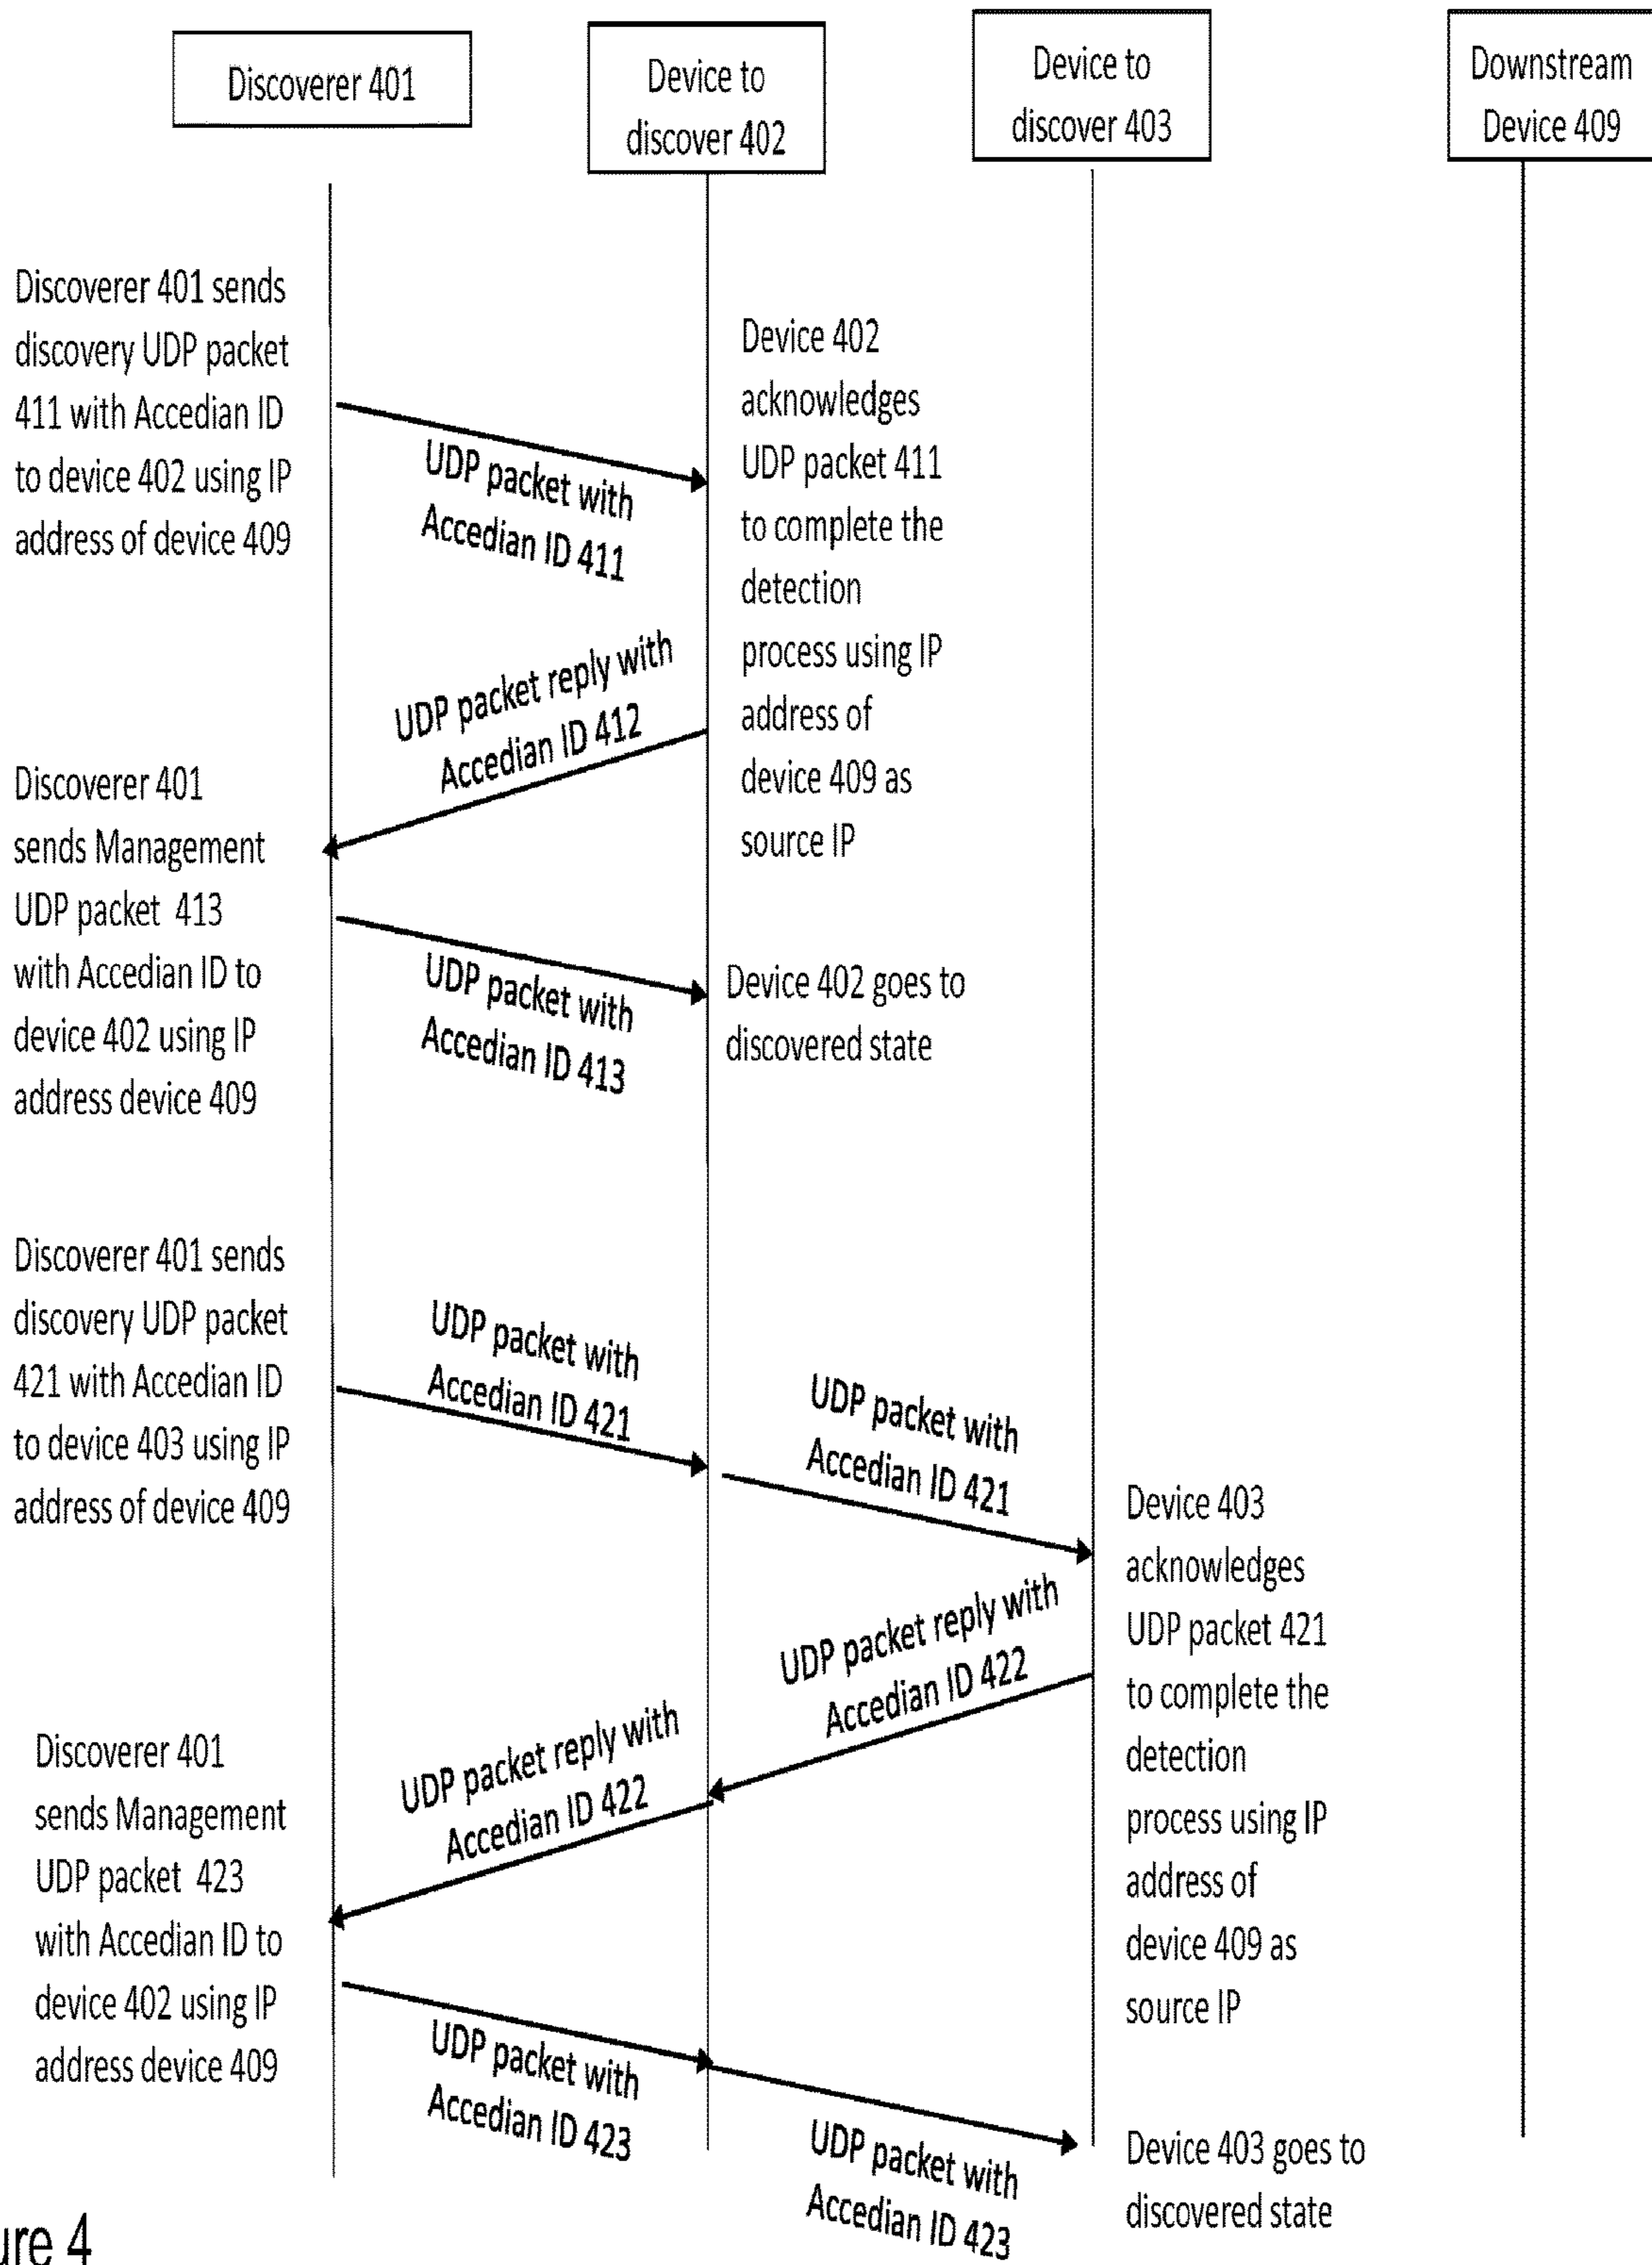 Discoverer 401
Device to
discover 402
Device to
discover 403
Downstream
Device 409
Discoverer 401 sends
discovery UDP packet
411 with Accedian ID
to device 402 using IP
address of device 409
UDP packet with
Accedian ID 411
Device 402
acknowledges
UDP packet 411
to complete the
detection
process using IP
address of
device 409 as
source IP
UDP packet reply with
Accedian ID 412
Discoverer 401
sends Management
UDP packet 413
with Accedian ID to
device 402 using IP
address device 409
UDP packet with
Accedian ID 413
Device 402 goes to
discovered state
Discoverer 401 sends
discovery UDP packet
421 with Accedian ID
to device 403 using IP
address of device 409
UDP packet with
Accedian ID 421
UDP packet with
Accedian ID 421
Device 403
acknowledges
UDP packet 421
to complete the
detection
process using IP
address of
device 409 as
source IP
UDP packet reply with
Accedian ID 422
UDP packet reply with
Accedian ID 422
Discoverer 401
sends Management
UDP packet 423
with Accedian ID to
device 402 using IP
address device 409
UDP packet with
Accedian ID 423
UDP packet with
Accedian ID 423
Device 403 goes to
discovered state
ure 4